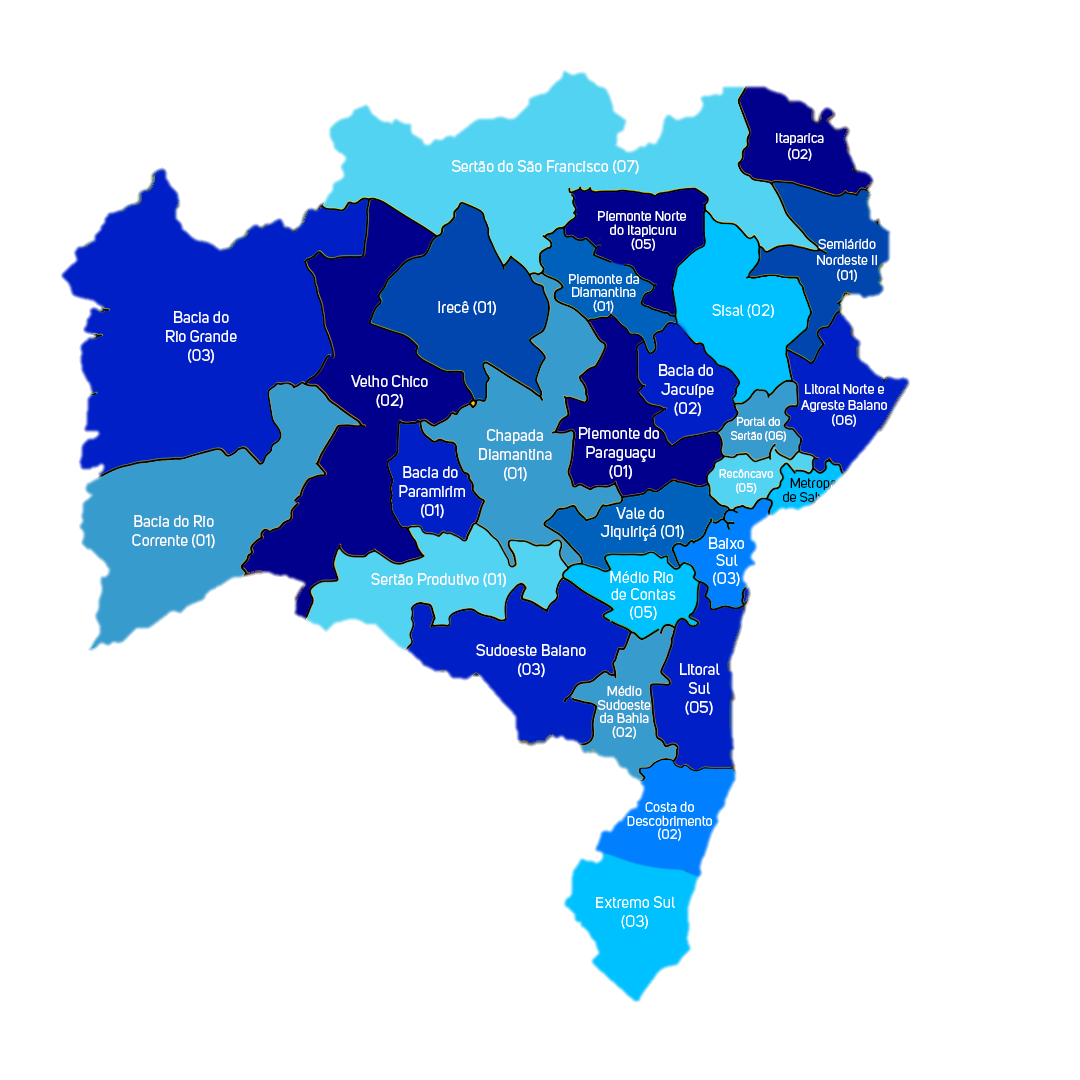 Itaparica
(02)
Sertão do São Francisco (07)
Piemonte Norte
do Itapicuru
(05)
Semiárido
Nordeste II
(01)
Piemonte da
Diamantina
(01)
Irecê (01)
Sisal (02)
Bacia do
Rio Grande
(03)
Velho Chico
(02)
Bacia do
Jacuípe
(02)
Litoral Norte e
Agreste Baiano
(06)
Portal do
Sertão (06)
Chapada
Diamantina
(01)
Piemonte do
Paraguaçu
(01)
Bacia do
Paramirim
(01)
Recôncavo
(05)
Metropo
de Sal
Bacia do Rio
Corrente (01)
Vale do
Jiquiriçá (01)
Baixo
Sul
(03)
Sertão Produtivo (01)
Médio Rio
de Contas
(05)
Sudoeste Baiano
(03)
Litoral
Sul
(05)
Médio
Sudoeste
da Bahia
(02)
Costa do
Descobrimento
(02)
Extremo Sul
(03)